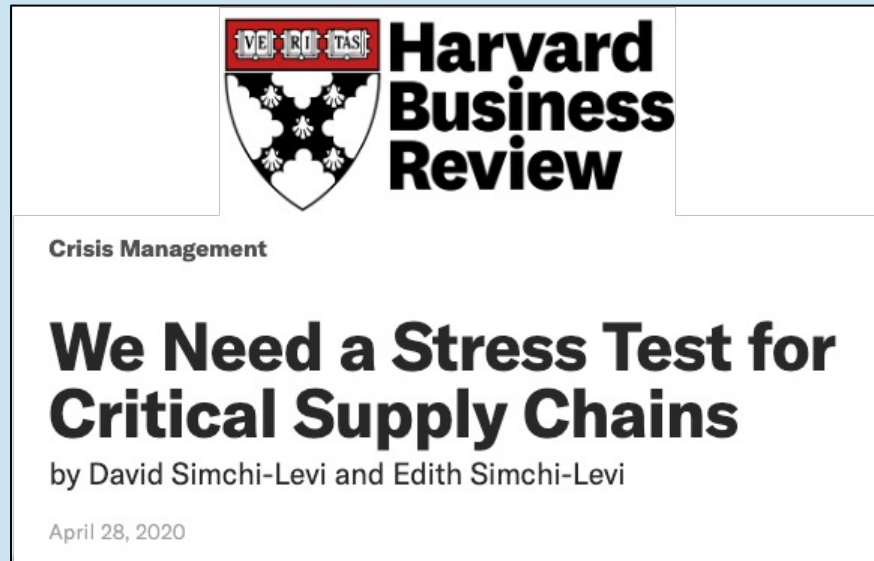 VE RI TAS
Harvard
Business
Review
Crisis Management
We Need a Stress Test for
Critical Supply Chains
by David Simchi-Levi and Edith Simchi-Levi
April 28, 2020